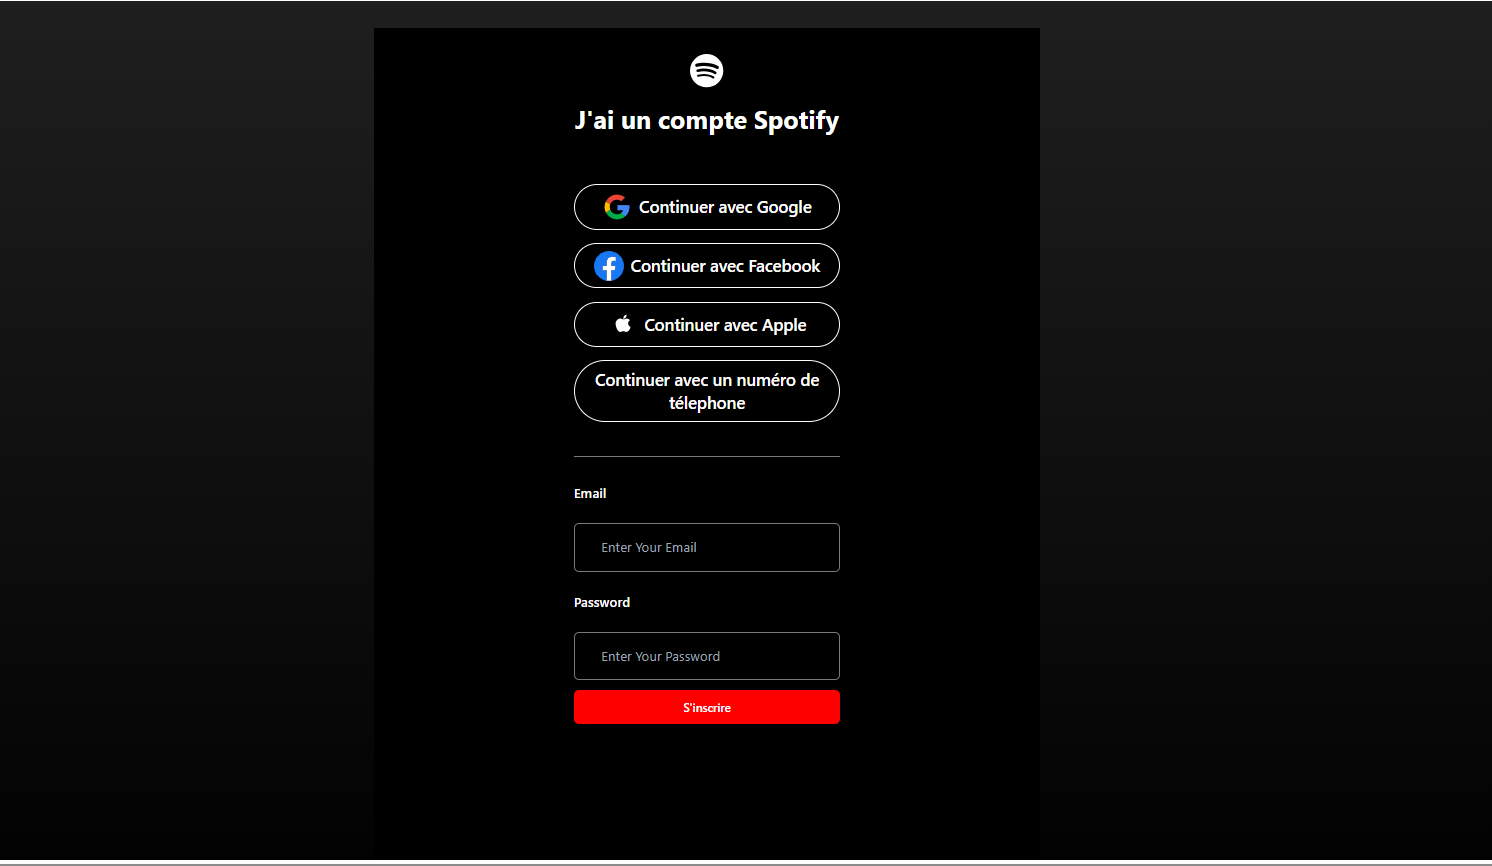 J'ai un compte Spotify
Continuer avec Google
Continuer avec Facebook
Continuer avec Apple
Continuer avec un numéro de
télephone
Email
Enter Your Email
Password
Enter Your Password
S'inscrire